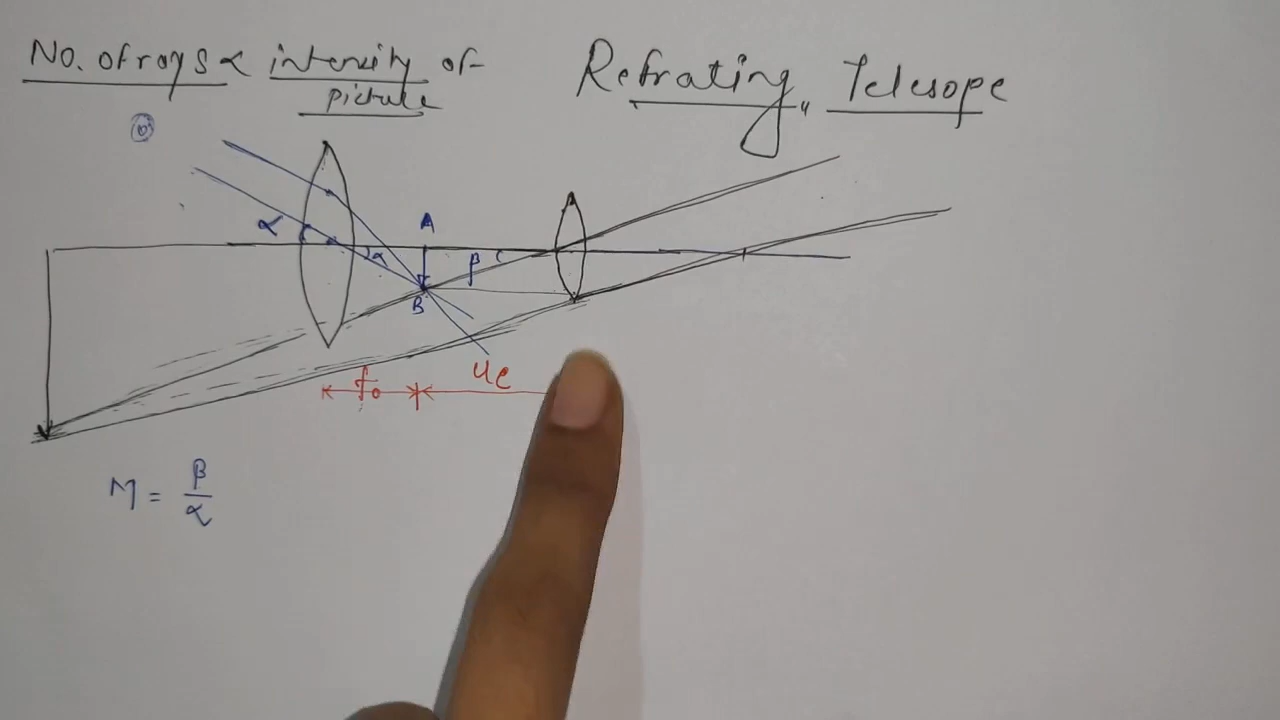 No. of rays ∝ intensity of
picture
Refrating Telesope
α
A
α
β
B
f₀
ue
M = β/α